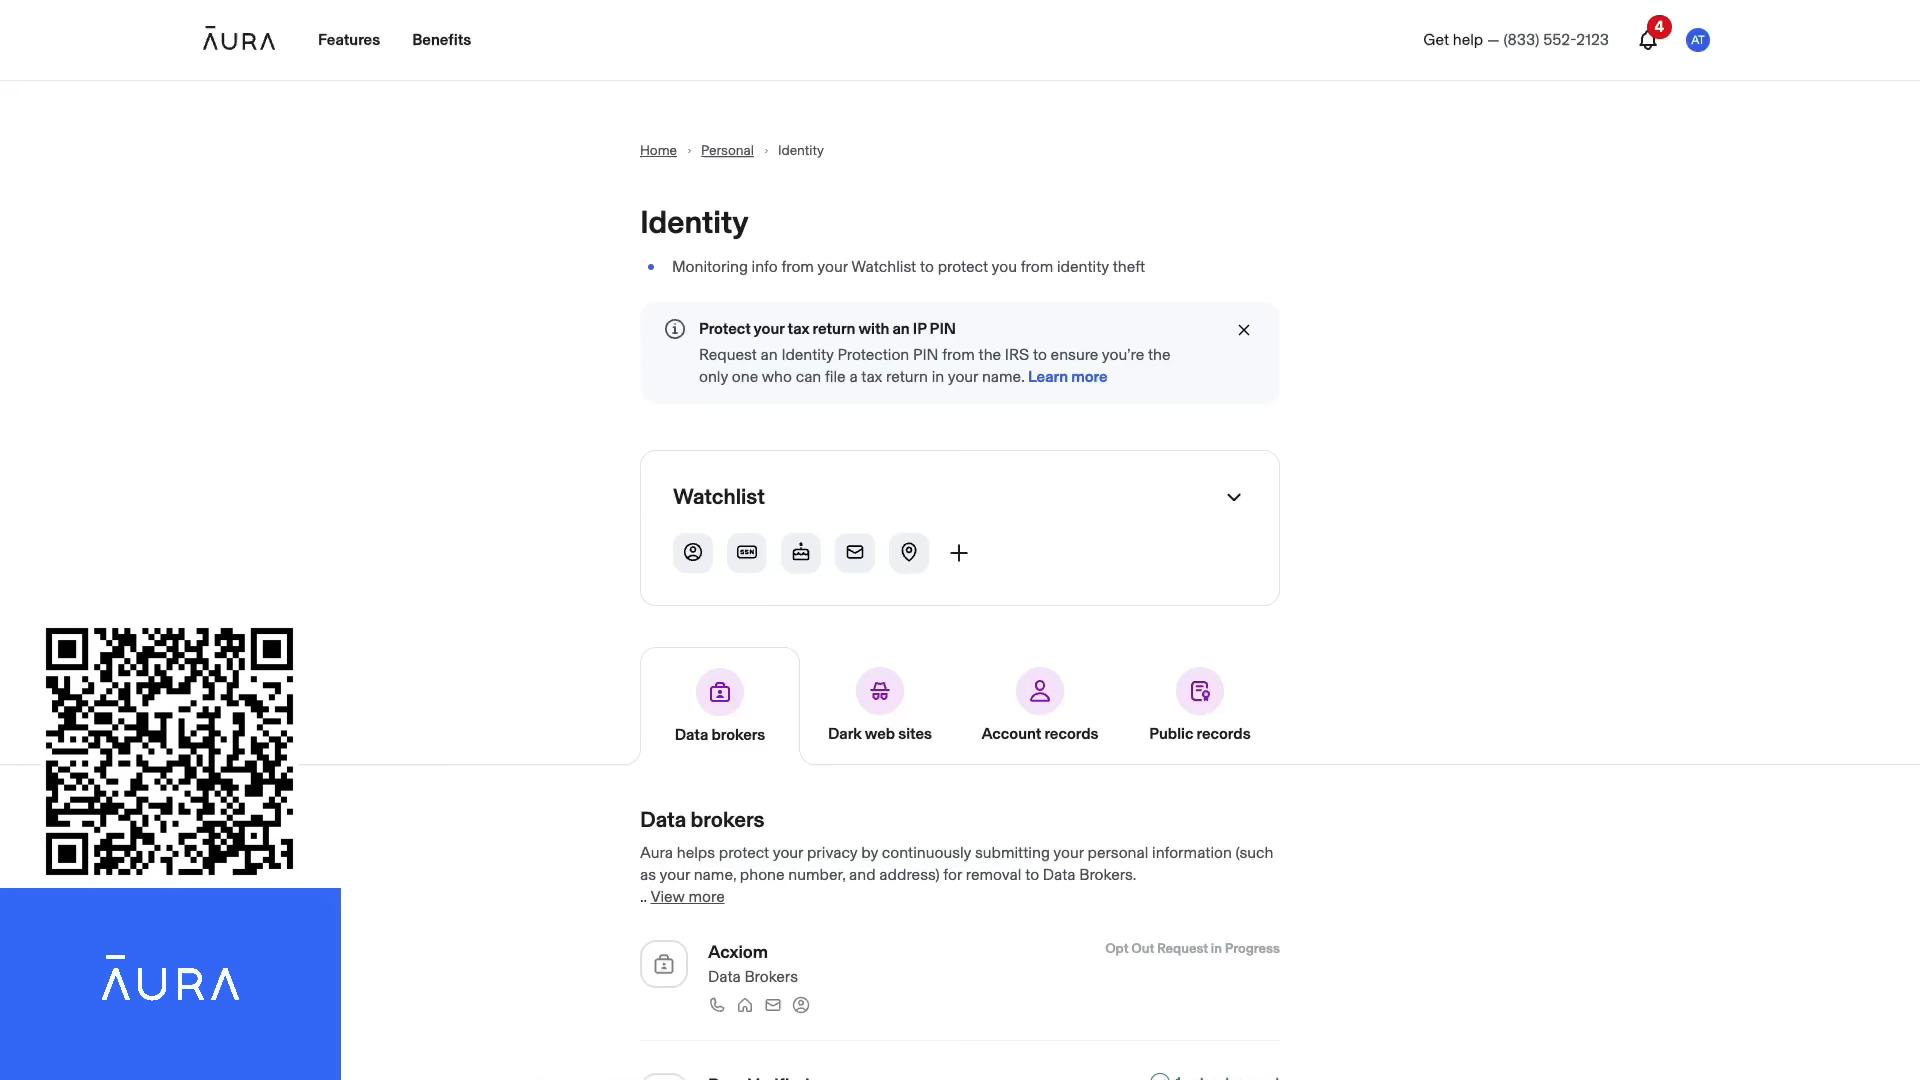 ĀURA
Features
Benefits
Get help — (833) 552-2123
4
AT
Home › Personal › Identity
Identity
• Monitoring info from your Watchlist to protect you from identity theft
Protect your tax return with an IP PIN
Request an Identity Protection PIN from the IRS to ensure you're the
only one who can file a tax return in your name. Learn more
Watchlist
SSN
Data brokers
Dark web sites
Account records
Public records
Data brokers
Aura helps protect your privacy by continuously submitting your personal information (such
as your name, phone number, and address) for removal to Data Brokers.
.. View more
Acxiom
Opt Out Request in Progress
Data Brokers
ĀURA